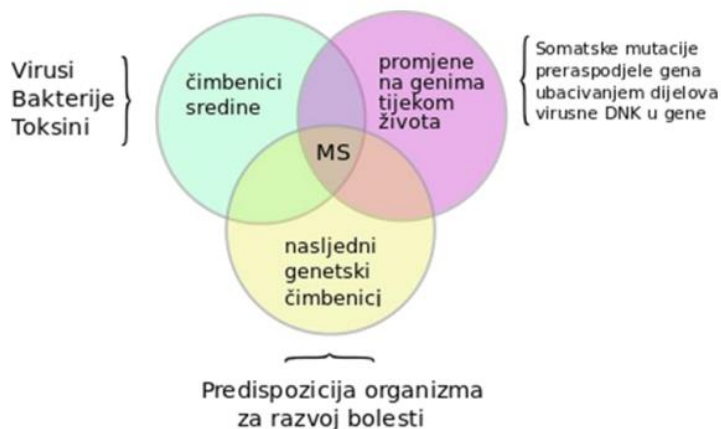 Virusi
Bakterije
Toksini
čimbenici
sredine
promjene
na genima
tijekom
života
Somatske mutacije
preraspodjele gena
ubacivanjem dijelova
virusne DNK u gene
MS
nasljedni
genetski
čimbenici
Predispozicija organizma
za razvoj bolesti